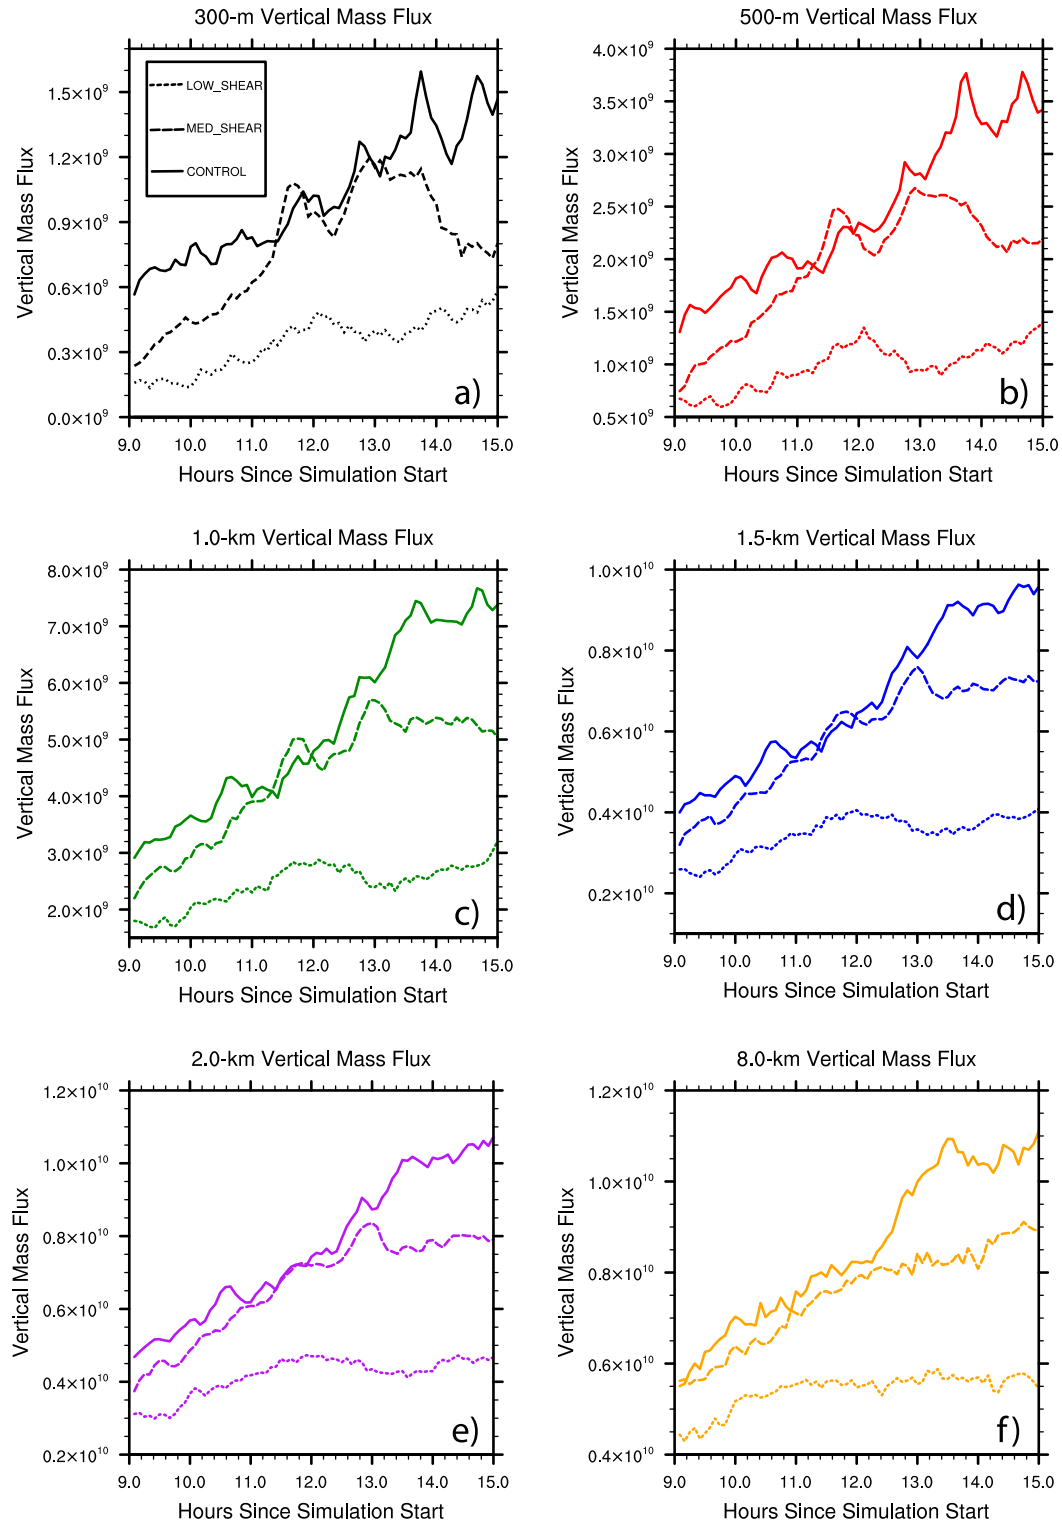 300-m Vertical Mass Flux
Vertical Mass Flux
1.5×10⁹
1.2×10⁹
0.9×10⁹
0.6×10⁹
0.3×10⁹
0.0×10⁹
LOW_SHEAR
MED_SHEAR
CONTROL
a)
9.0 10.0 11.0 12.0 13.0 14.0 15.0
Hours Since Simulation Start
500-m Vertical Mass Flux
Vertical Mass Flux
4.0×10⁹
3.5×10⁹
3.0×10⁹
2.5×10⁹
2.0×10⁹
1.5×10⁹
1.0×10⁹
0.5×10⁹
b)
9.0 10.0 11.0 12.0 13.0 14.0 15.0
Hours Since Simulation Start
1.0-km Vertical Mass Flux
Vertical Mass Flux
8.0×10⁹
7.0×10⁹
6.0×10⁹
5.0×10⁹
4.0×10⁹
3.0×10⁹
2.0×10⁹
c)
9.0 10.0 11.0 12.0 13.0 14.0 15.0
Hours Since Simulation Start
1.5-km Vertical Mass Flux
Vertical Mass Flux
1.0×10¹⁰
0.8×10¹⁰
0.6×10¹⁰
0.4×10¹⁰
0.2×10¹⁰
d)
9.0 10.0 11.0 12.0 13.0 14.0 15.0
Hours Since Simulation Start
2.0-km Vertical Mass Flux
Vertical Mass Flux
1.2×10¹⁰
1.0×10¹⁰
0.8×10¹⁰
0.6×10¹⁰
0.4×10¹⁰
0.2×10¹⁰
e)
9.0 10.0 11.0 12.0 13.0 14.0 15.0
Hours Since Simulation Start
8.0-km Vertical Mass Flux
Vertical Mass Flux
1.2×10¹⁰
1.0×10¹⁰
0.8×10¹⁰
0.6×10¹⁰
0.4×10¹⁰
f)
9.0 10.0 11.0 12.0 13.0 14.0 15.0
Hours Since Simulation Start